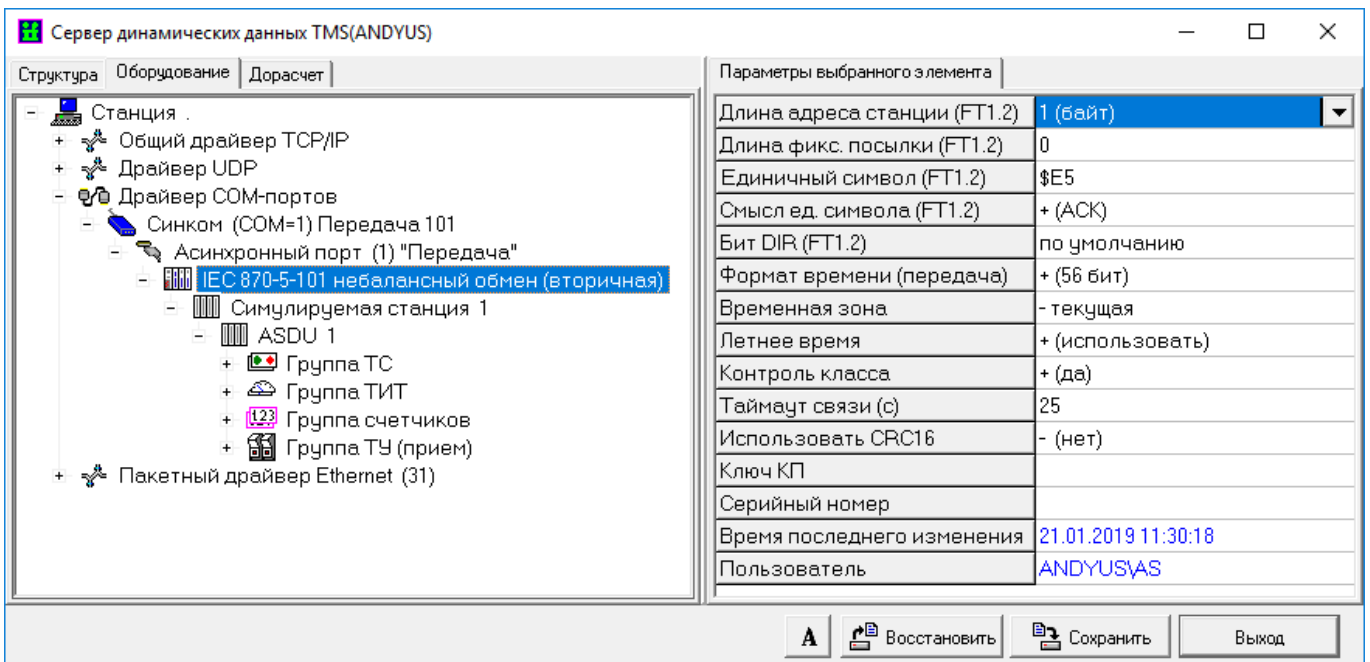 Сервер динамических данных TMS(ANDYUS)
Структура Оборудование Дорасчет
Станция .
Общий драйвер TCP/IP
Драйвер UDP
Драйвер COM-портов
Синком (COM=1) Передача 101
Асинхронный порт (1) "Передача"
IEC 870-5-101 небалансный обмен (вторичная)
Симулируемая станция 1
ASDU 1
Группа ТС
Группа ТИТ
123 Группа счетчиков
Группа ТУ (прием)
Пакетный драйвер Ethernet (31)
Параметры выбранного элемента
Длина адреса станции (FT1.2) 1 (байт)
Длина фикс. посылки (FT1.2) 0
Единичный символ (FT1.2) $E5
Смысл ед. символа (FT1.2) + (ACK)
Бит DIR (FT1.2) по умолчанию
Формат времени (передача) + (56 бит)
Временная зона - текущая
Летнее время + (использовать)
Контроль класса + (да)
Таймаут связи (с) 25
Использовать CRC16 - (нет)
Ключ КП
Серийный номер
Время последнего изменения 21.01.2019 11:30:18
Пользователь ANDYUS\AS
A Восстановить Сохранить Выход